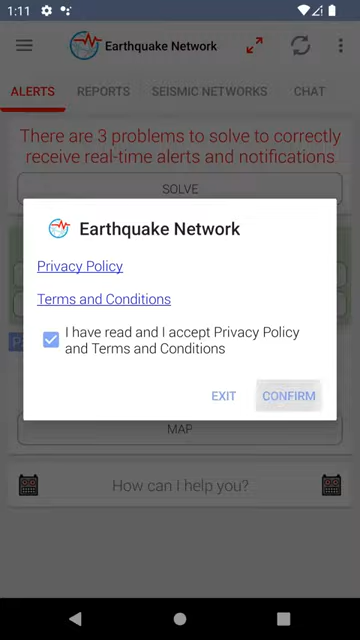 1:11
Earthquake Network
ALERTS REPORTS SEISMIC NETWORKS CHAT
There are 3 problems to solve to correctly
receive real-time alerts and notifications
SOLVE
Earthquake Network
Privacy Policy
Terms and Conditions
I have read and I accept Privacy Policy
and Terms and Conditions
EXIT CONFIRM
MAP
How can I help you?